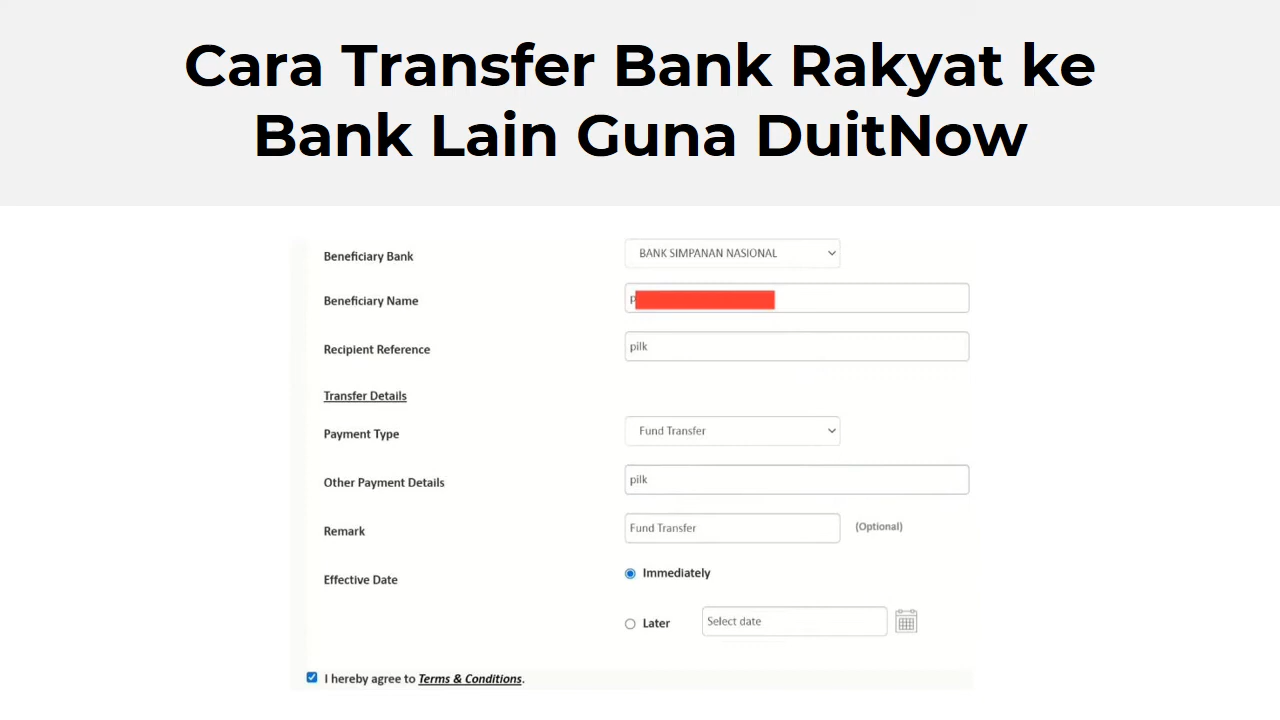 Cara Transfer Bank Rakyat ke
Bank Lain Guna DuitNow
Beneficiary Bank BANK SIMPANAN NASIONAL
Beneficiary Name
Recipient Reference pilk
Transfer Details
Payment Type Fund Transfer
Other Payment Details pilk
Remark Fund Transfer (Optional)
Effective Date Immediately
Later Select date
I hereby agree to Terms & Conditions.